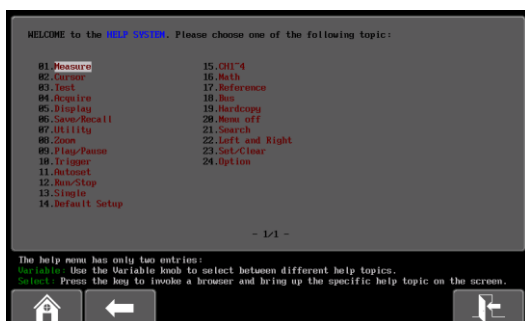 WELCOME to the HELP SYSTEM. Please choose one of the following topic:
01.Measure
02.Cursor
03.Test
04.Acquire
05.Display
06.Save/Recall
07.Utility
08.Zoom
09.Play/Pause
10.Trigger
11.Autoset
12.Run/Stop
13.Single
14.Default Setup
15.CH1~4
16.Math
17.Reference
18.Bus
19.Hardcopy
20.Menu off
21.Search
22.Left and Right
23.Set/Clear
24.Option
- 1/1 -
The help menu has only two entries:
Variable: Use the Variable knob to select between different help topics.
Select: Press the key to invoke a browser and bring up the specific help topic on the screen.